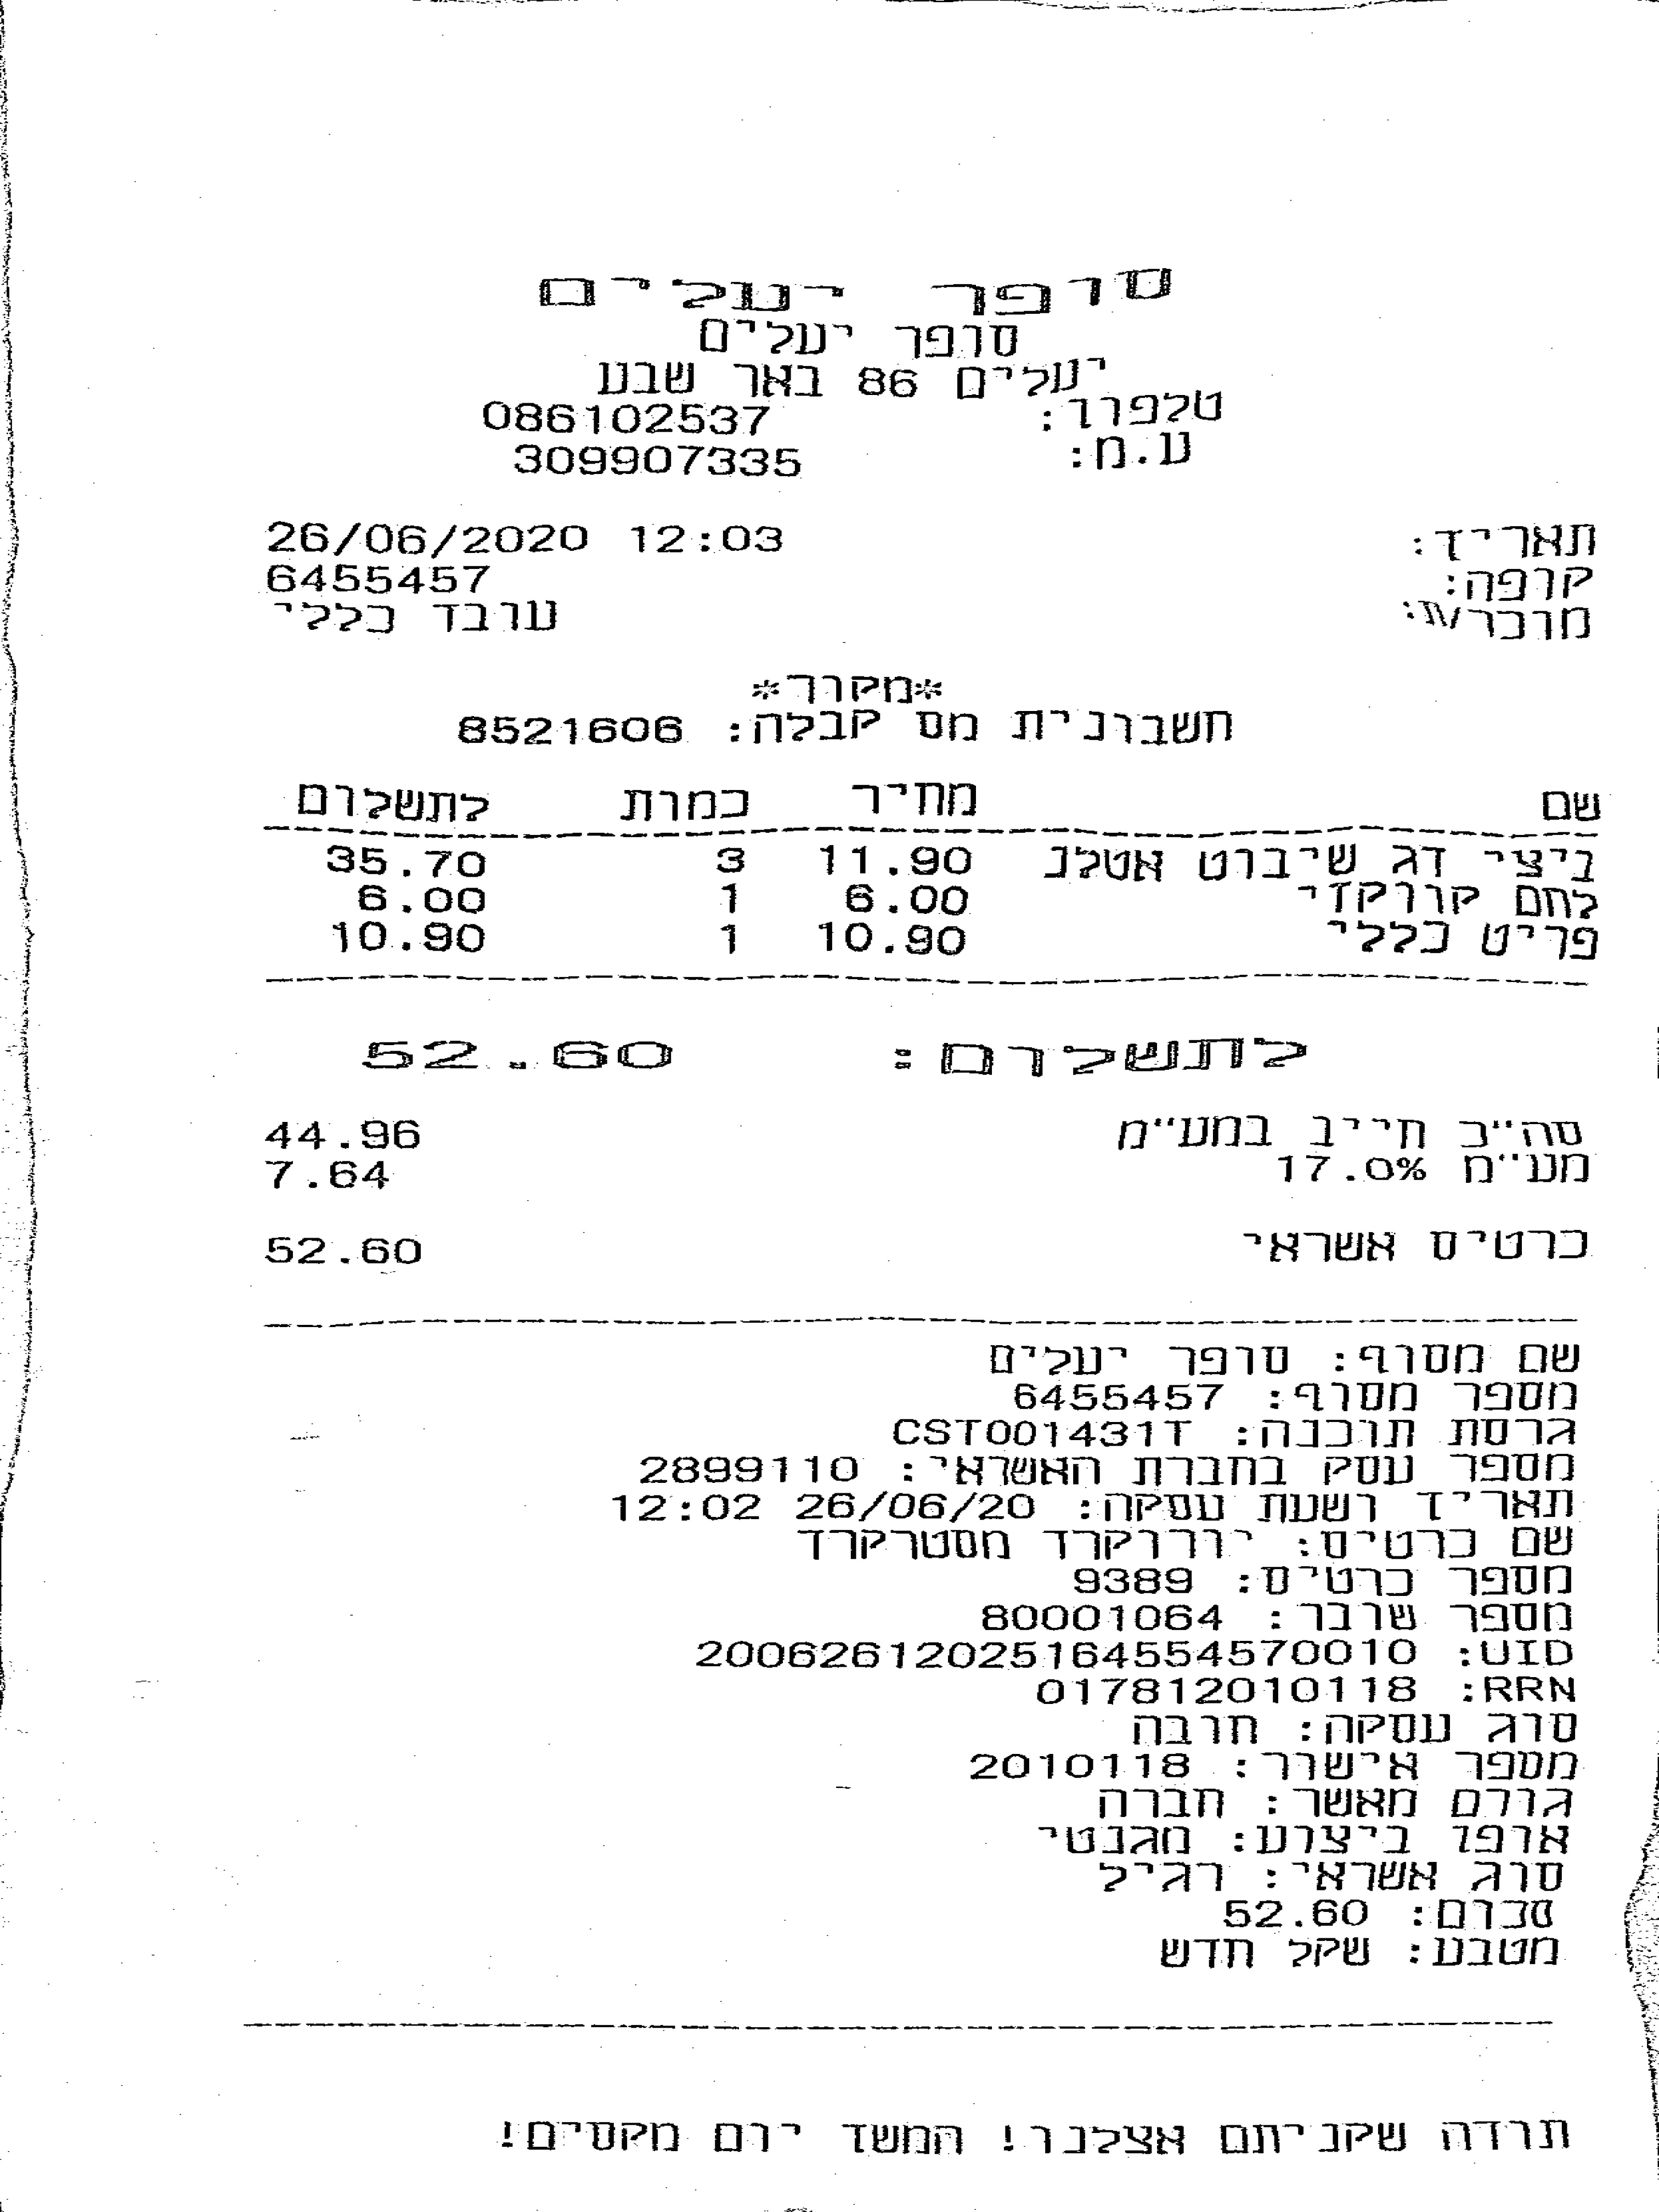 סופר יעלים
סופר יעלים
יעלים 86 באר שבע
טלפון: 086102537
ע.מ: 309907335
תאריך: 26/06/2020 12:03
קופה: 6455457
מוכר/ת: עובד כללי
*מקור*
חשבונית מס קבלה: 8521606
שם מחיר כמות לתשלום
ביצי דג שיבוט אטלנ 11.90 3 35.70
לחם קווקזי 6.00 1 6.00
פריט כללי 10.90 1 10.90
לתשלום: 52.60
סה"כ חייב במע"מ 44.96
מע"מ 17.0% 7.64
כרטיס אשראי 52.60
שם מסוף: סופר יעלים
מספר מסוף: 6455457
גרסת תוכנה: CST001431T
מספר עסק בחברת האשראי: 2899110
תאריך ושעת עסקה: 26/06/20 12:02
שם כרטיס: יורוקרד מסטרקרד
מספר כרטיס: 9389
מספר שובר: 80001064
UID: 20062612025164554570010
RRN: 017812010118
סוג עסקה: חובה
מספר אישור: 2010118
גורם מאשר: חברה
אופן ביצוע: מגנטי
סוג אשראי: רגיל
סכום: 52.60
מטבע: שקל חדש
תודה שקניתם אצלנו! המשך יום מקסים!